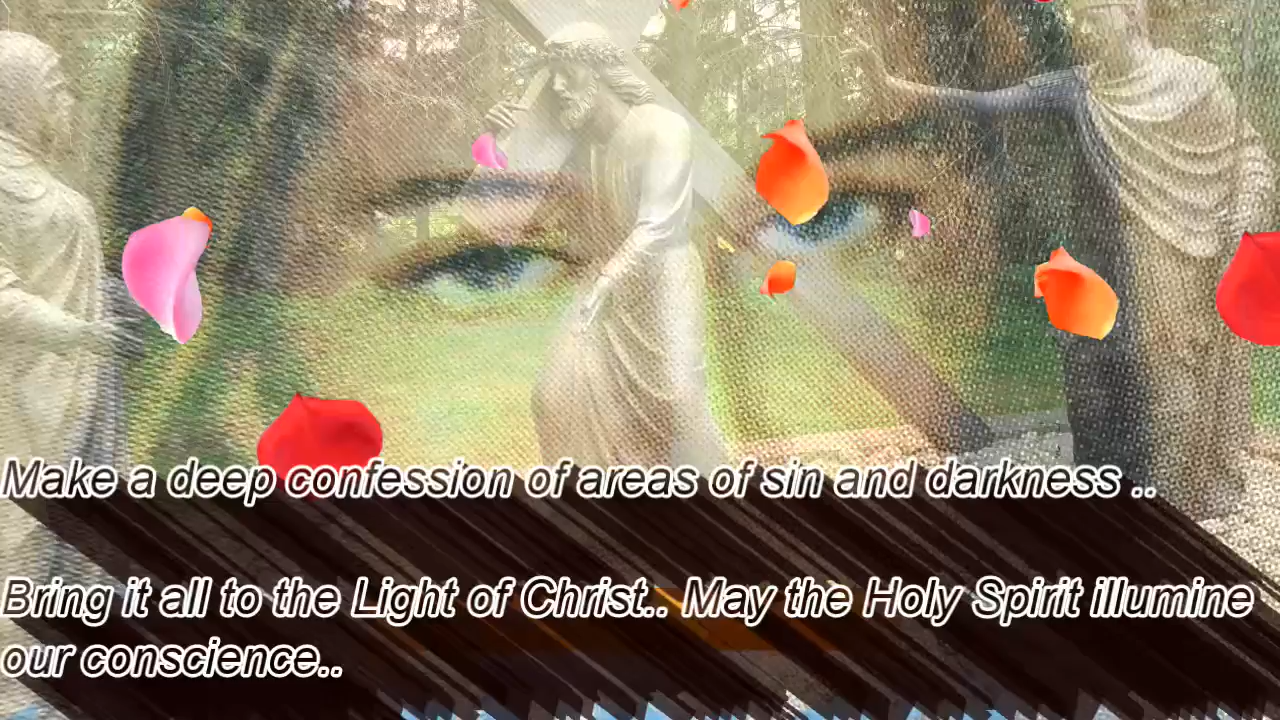 Make a deep confession of areas of sin and darkness ..
Bring it all to the Light of Christ.. May the Holy Spirit illumine
our conscience..